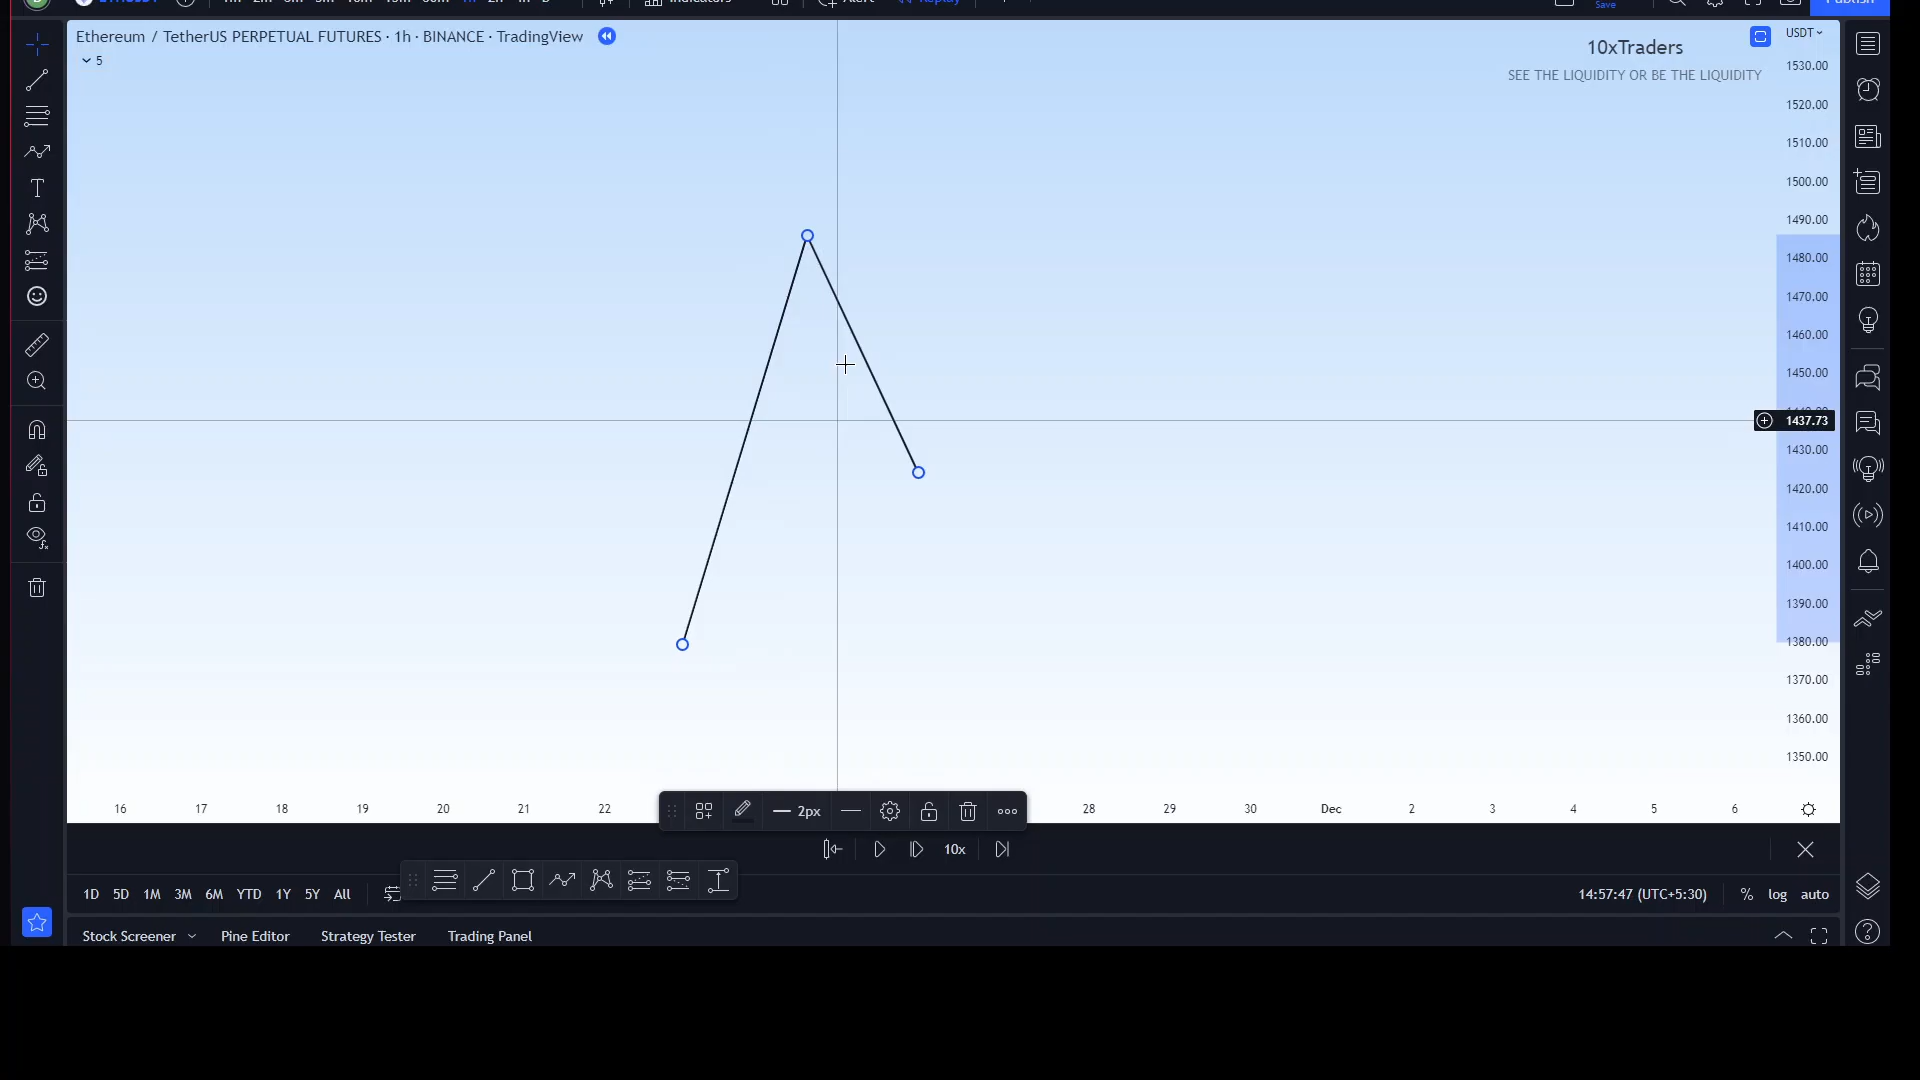 Indicators
Alert
Replay
Save
Publish
Ethereum / TetherUS PERPETUAL FUTURES · 1h · BINANCE · TradingView
5
10xTraders
SEE THE LIQUIDITY OR BE THE LIQUIDITY
USDT
1530.00
1520.00
1510.00
1500.00
1490.00
1480.00
1470.00
1460.00
1450.00
1437.73
1430.00
1420.00
1410.00
1400.00
1390.00
1380.00
1370.00
1360.00
1350.00
16 17 18 19 20 21 22 28 29 30 Dec 2 3 4 5 6
2px
10x
1D 5D 1M 3M 6M YTD 1Y 5Y All
14:57:47 (UTC+5:30) % log auto
Stock Screener Pine Editor Strategy Tester Trading Panel